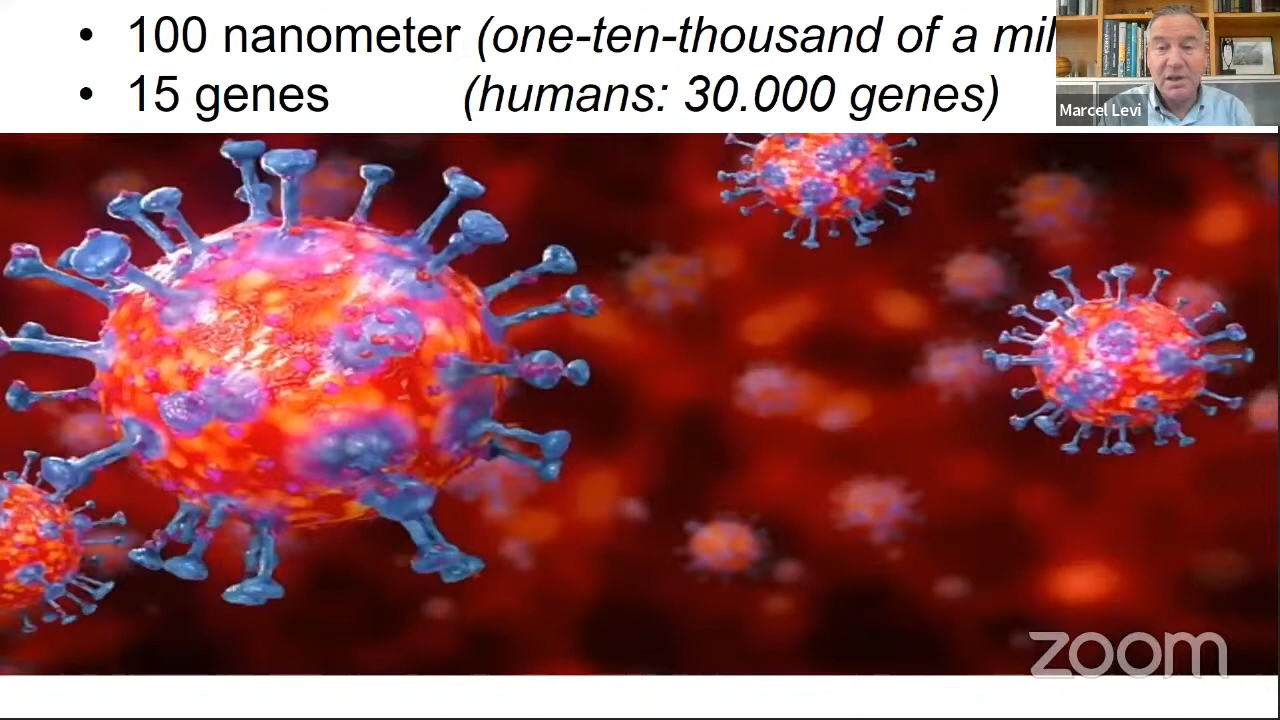 • 100 nanometer (one-ten-thousand of a mil
• 15 genes (humans: 30.000 genes)
Marcel Levi
zoom